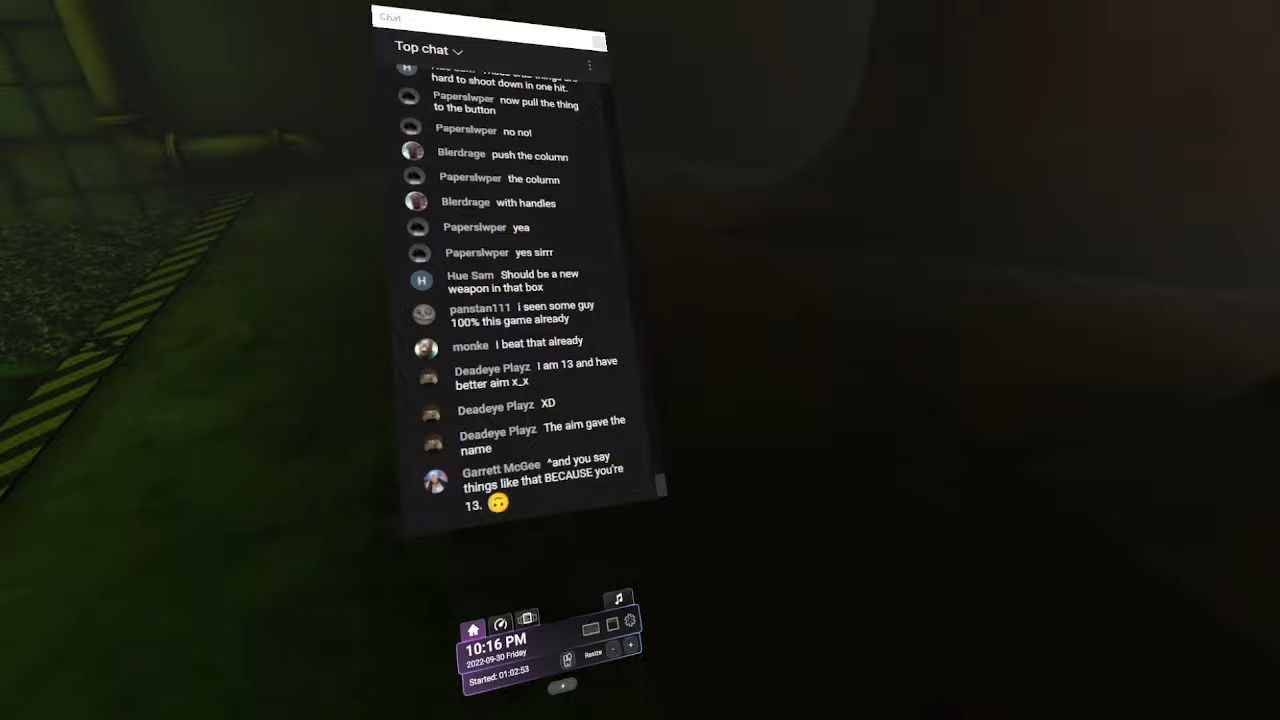 Chat
Top chat
hard to shoot down in one hit.
Paperslwper now pull the thing
to the button
Paperslwper no no!
Blerdrage push the column
Paperslwper the column
Blerdrage with handles
Paperslwper yea
Paperslwper yes sirrr
H Hue Sam Should be a new
weapon in that box
panstan111 i seen some guy
100% this game already
monke I beat that already
Deadeye Playz I am 13 and have
better aim x_x
Deadeye Playz XD
Deadeye Playz The aim gave the
name
Garrett McGee ^and you say
things like that BECAUSE you're
13. 🙃
10:16 PM
2022-09-30 Friday
Resize - +
Started: 01:02:53
+